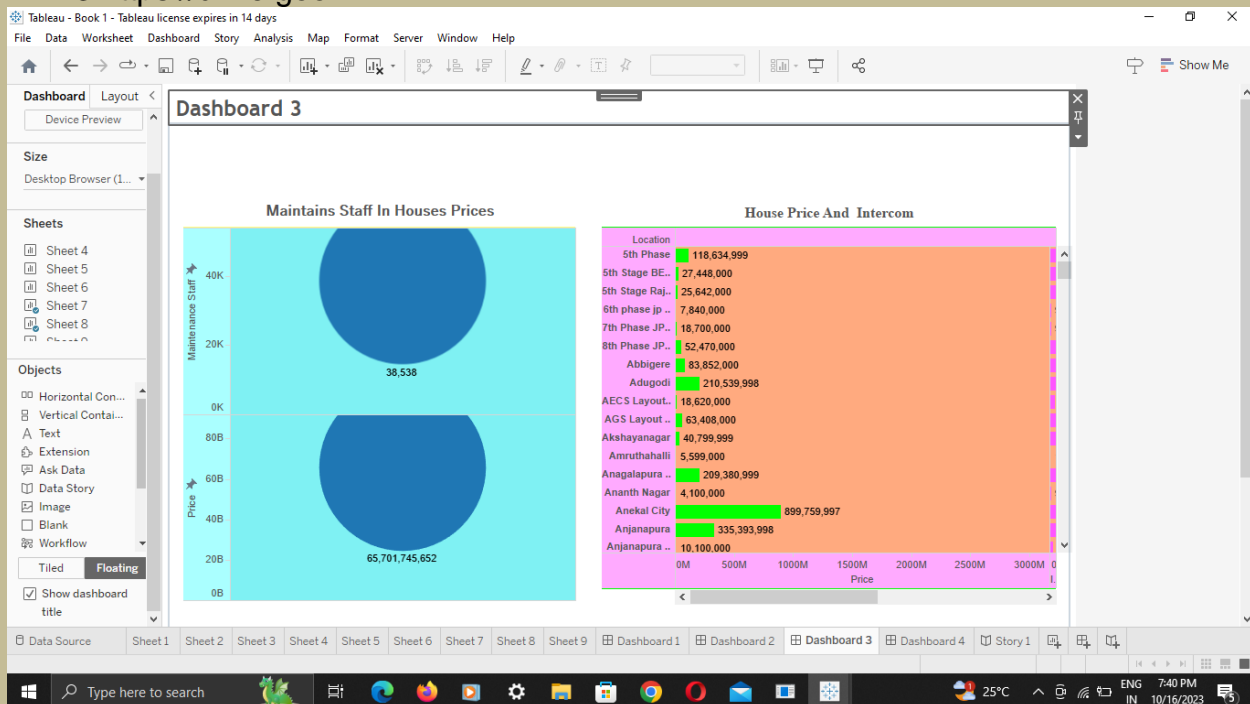 Tableau - Book 1 - Tableau license expires in 14 days
File Data Worksheet Dashboard Story Analysis Map Format Server Window Help
Show Me
Dashboard Layout
Device Preview
Size
Desktop Browser (1...
Sheets
Sheet 4
Sheet 5
Sheet 6
Sheet 7
Sheet 8
Objects
Horizontal Con...
Vertical Contai...
Text
Extension
Ask Data
Data Story
Image
Blank
Workflow
Tiled Floating
Show dashboard
title
Dashboard 3
Maintains Staff In Houses Prices
Maintenance Staff
40K
20K
0K
38,538
Price
80B
60B
40B
20B
0B
65,701,745,652
House Price And Intercom
Location
5th Phase 118,634,999
5th Stage BE.. 27,448,000
5th Stage Raj.. 25,642,000
6th phase jp .. 7,840,000
7th Phase JP.. 18,700,000
8th Phase JP.. 52,470,000
Abbigere 83,852,000
Adugodi 210,539,998
AECS Layout.. 18,620,000
AGS Layout .. 63,408,000
Akshayanagar 40,799,999
Amruthahalli 5,599,000
Anagalapura .. 209,380,999
Ananth Nagar 4,100,000
Anekal City 899,759,997
Anjanapura 335,393,998
Anjanapura .. 10,100,000
0M 500M 1000M 1500M 2000M 2500M 3000M 0
Price I.
Data Source Sheet 1 Sheet 2 Sheet 3 Sheet 4 Sheet 5 Sheet 6 Sheet 7 Sheet 8 Sheet 9 Dashboard 1 Dashboard 2 Dashboard 3 Dashboard 4 Story 1
Type here to search
25°C
ENG
IN
7:40 PM
10/16/2023